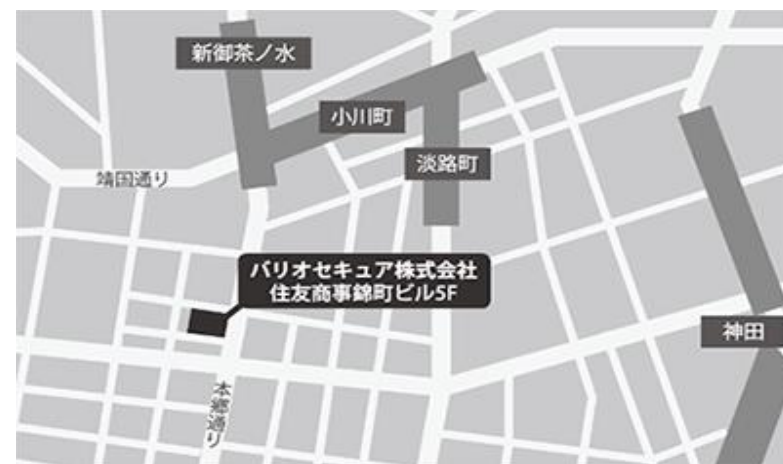 新御茶ノ水
小川町
淡路町
靖国通り
バリオセキュア株式会社
住友商事錦町ビル5F
神田
本郷通り